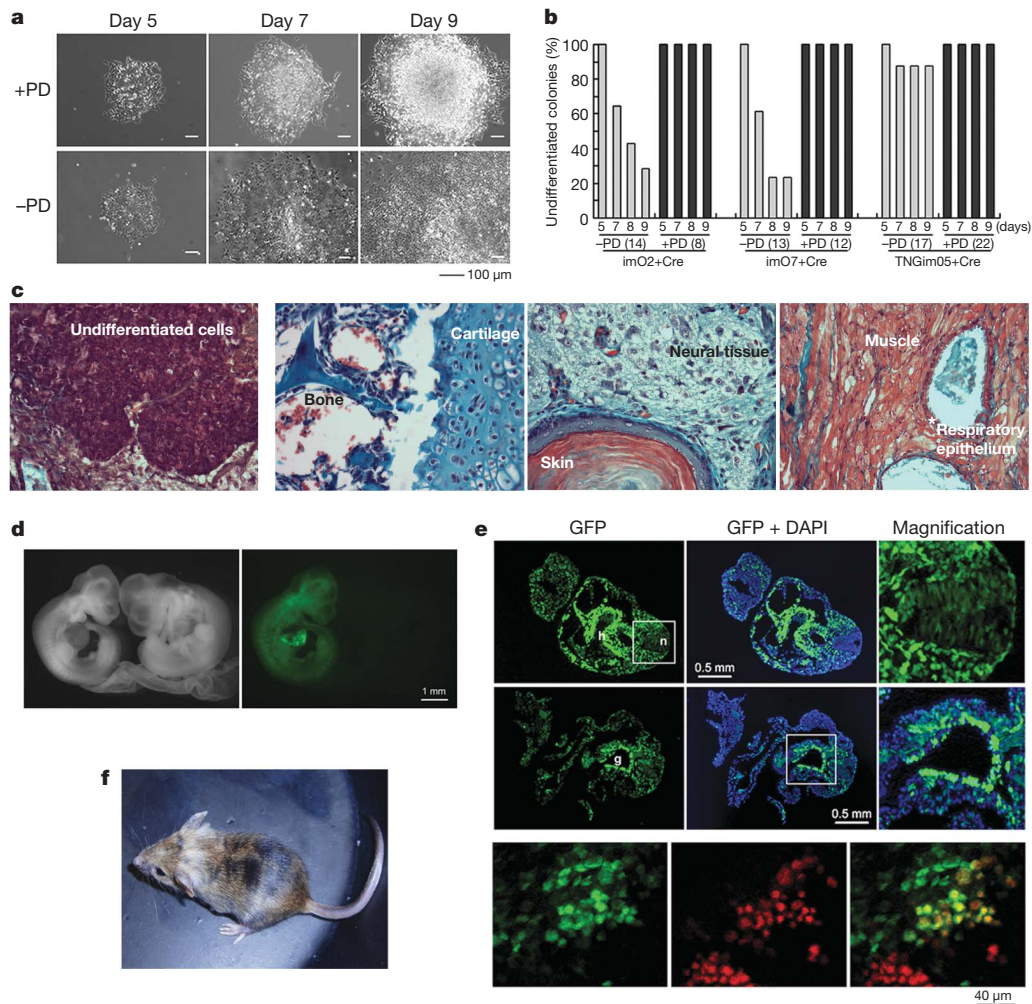 a
Day 5 Day 7 Day 9
+PD
–PD
100 µm
b
Undifferentiated colonies (%)
100
80
60
40
20
0
5 7 8 9 5 7 8 9 5 7 8 9 5 7 8 9 5 7 8 9 5 7 8 9 (days)
–PD (14) +PD (8) –PD (13) +PD (12) –PD (17) +PD (22)
imO2+Cre imO7+Cre TNGim05+Cre
c
Undifferentiated cells
Bone
Cartilage
Neural tissue
Skin
Muscle
*Respiratory
epithelium
d
1 mm
e
GFP GFP + DAPI Magnification
h
n
0.5 mm
g
0.5 mm
40 µm
f